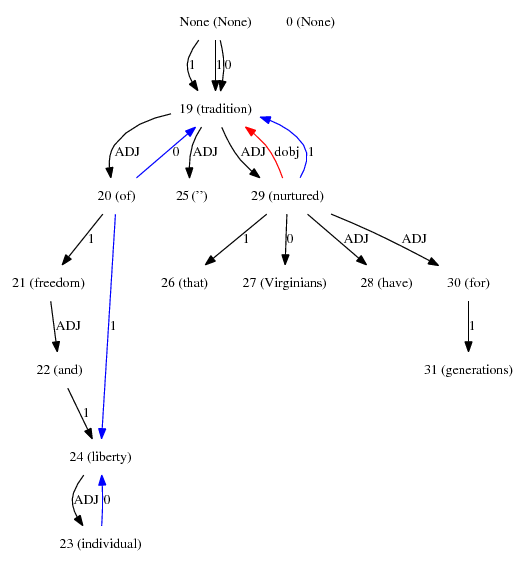 None (None) 0 (None)
1 1 0
19 (tradition)
ADJ 0 ADJ ADJ dobj 1
20 (of) 25 (") 29 (nurtured)
1 1 1 0 ADJ ADJ
21 (freedom) 26 (that) 27 (Virginians) 28 (have) 30 (for)
ADJ 1 1
22 (and) 31 (generations)
1
24 (liberty)
ADJ 0
23 (individual)